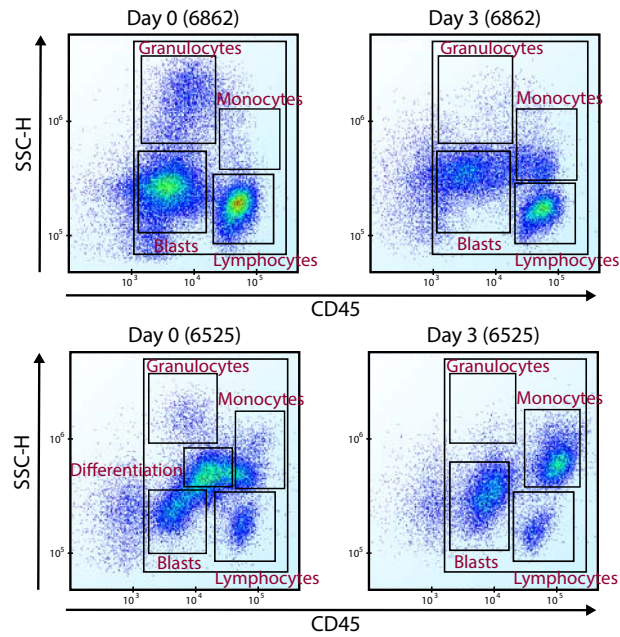 Day 0 (6862)
Day 3 (6862)
SSC-H
10⁶
10⁵
Granulocytes
Monocytes
Blasts
Lymphocytes
10³ 10⁴ 10⁵
10⁶
10⁵
Granulocytes
Monocytes
Blasts
Lymphocytes
10³ 10⁴ 10⁵
CD45
Day 0 (6525)
Day 3 (6525)
SSC-H
10⁶
10⁵
Granulocytes
Monocytes
Differentiation
Blasts
Lymphocytes
10³ 10⁴ 10⁵
10⁶
10⁵
Granulocytes
Monocytes
Blasts
Lymphocytes
10³ 10⁴ 10⁵
CD45